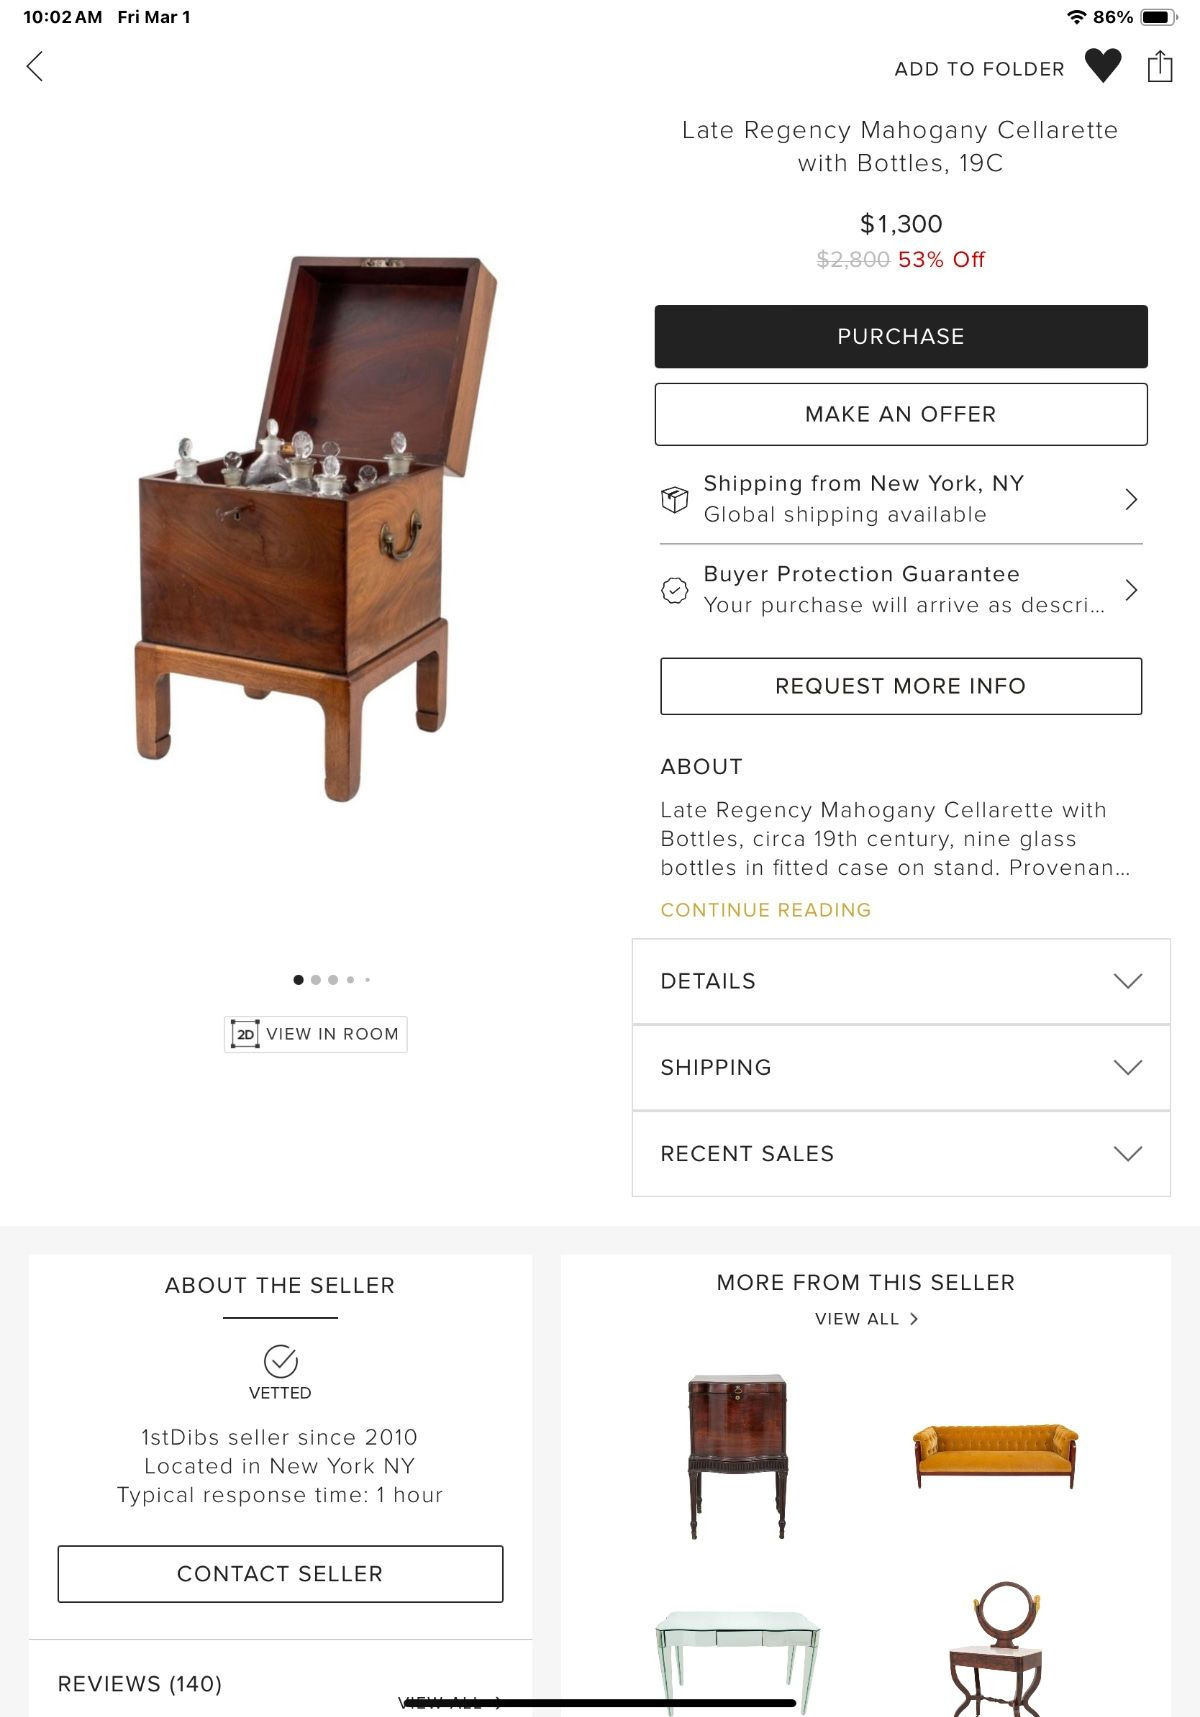 10:02 AM Fri Mar 1
86%
ADD TO FOLDER
Late Regency Mahogany Cellarette
with Bottles, 19C
$1,300
$2,800 53% Off
PURCHASE
MAKE AN OFFER
Shipping from New York, NY
Global shipping available
Buyer Protection Guarantee
Your purchase will arrive as descri...
REQUEST MORE INFO
ABOUT
Late Regency Mahogany Cellarette with
Bottles, circa 19th century, nine glass
bottles in fitted case on stand. Provenan...
CONTINUE READING
2D VIEW IN ROOM
DETAILS
SHIPPING
RECENT SALES
ABOUT THE SELLER
VETTED
1stDibs seller since 2010
Located in New York NY
Typical response time: 1 hour
CONTACT SELLER
REVIEWS (140)
VIEW ALL >
MORE FROM THIS SELLER
VIEW ALL >